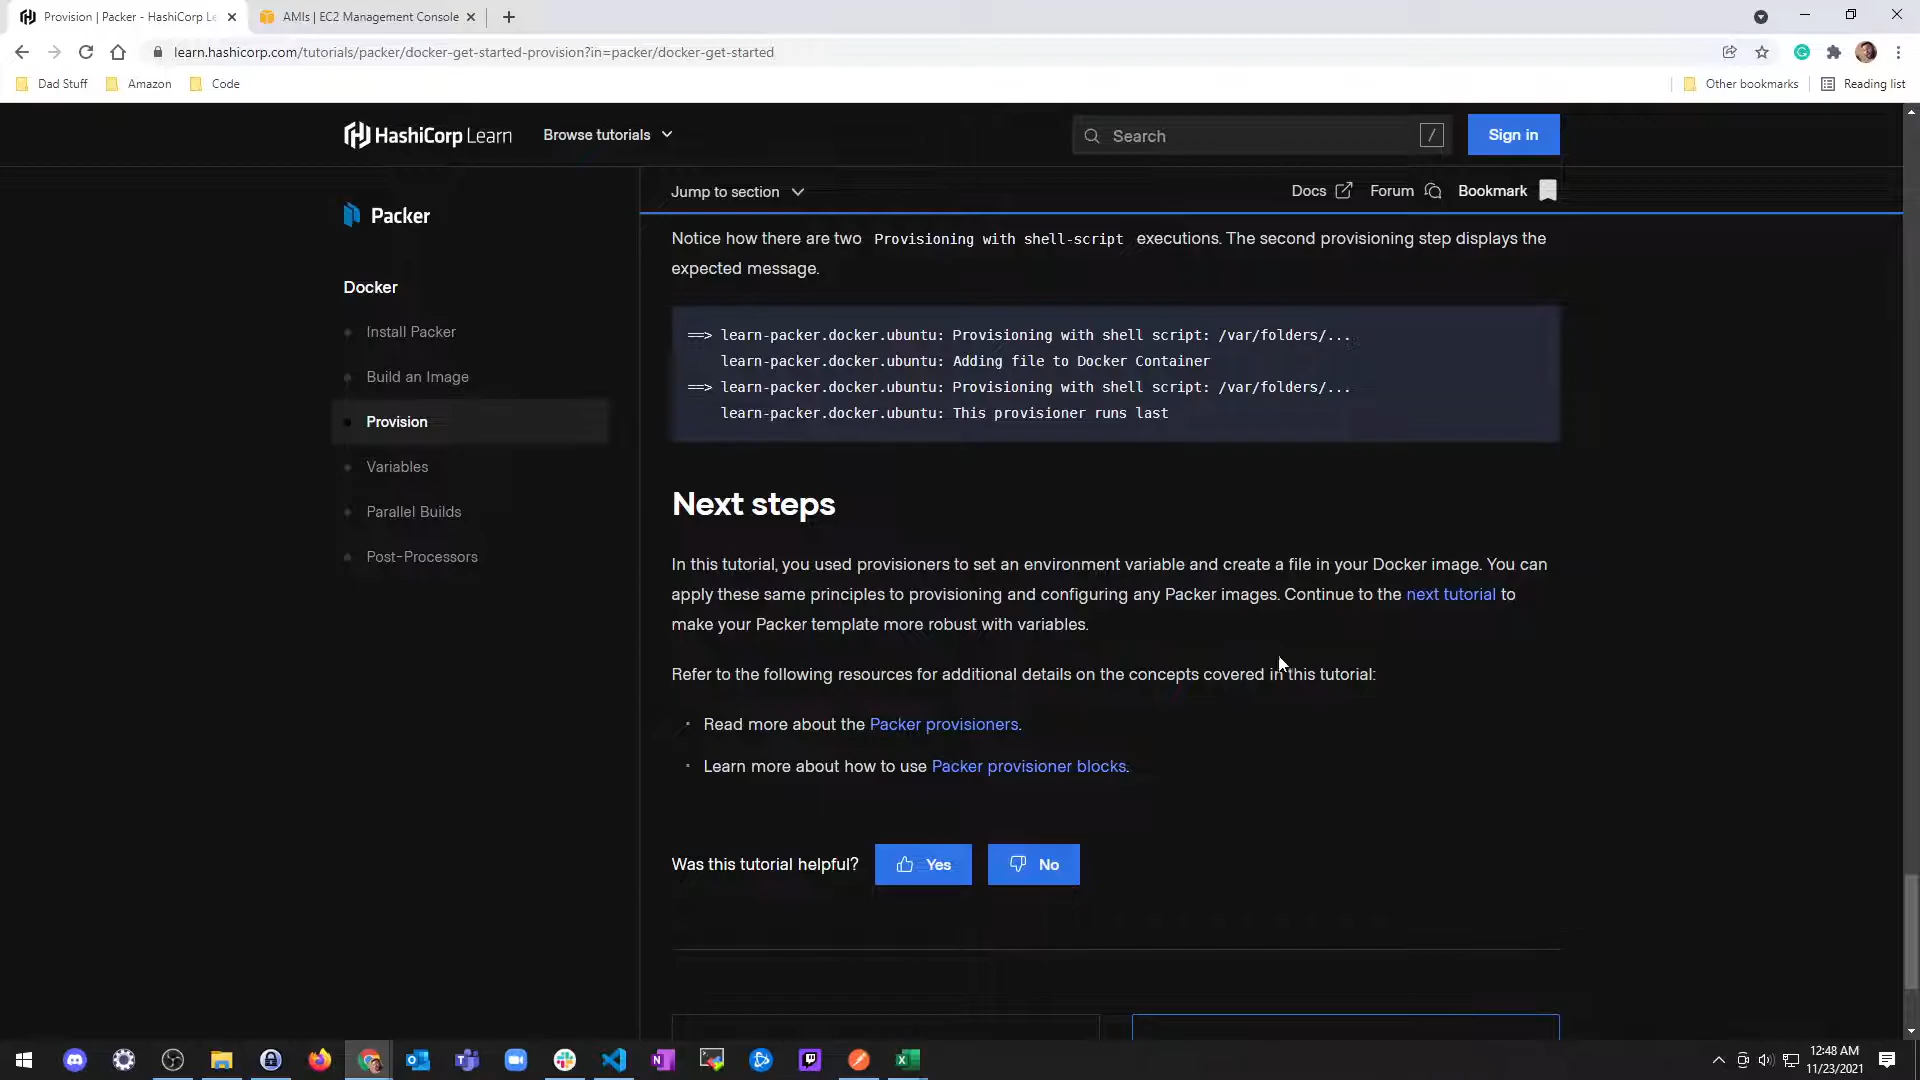 Provision | Packer - HashiCorp Le
AMIs | EC2 Management Console
learn.hashicorp.com/tutorials/packer/docker-get-started-provision?in=packer/docker-get-started
Dad Stuff
Amazon
Code
Other bookmarks
Reading list
HashiCorp Learn
Browse tutorials
Search
/
Sign in
Packer
Docker
Install Packer
Build an Image
Provision
Variables
Parallel Builds
Post-Processors
Jump to section
Docs
Forum
Bookmark
Notice how there are two Provisioning with shell-script executions. The second provisioning step displays the
expected message.
==> learn-packer.docker.ubuntu: Provisioning with shell script: /var/folders/...
learn-packer.docker.ubuntu: Adding file to Docker Container
==> learn-packer.docker.ubuntu: Provisioning with shell script: /var/folders/...
learn-packer.docker.ubuntu: This provisioner runs last
Next steps
In this tutorial, you used provisioners to set an environment variable and create a file in your Docker image. You can
apply these same principles to provisioning and configuring any Packer images. Continue to the next tutorial to
make your Packer template more robust with variables.
Refer to the following resources for additional details on the concepts covered in this tutorial:
Read more about the Packer provisioners.
Learn more about how to use Packer provisioner blocks.
Was this tutorial helpful?
Yes
No
12:48 AM
11/23/2021